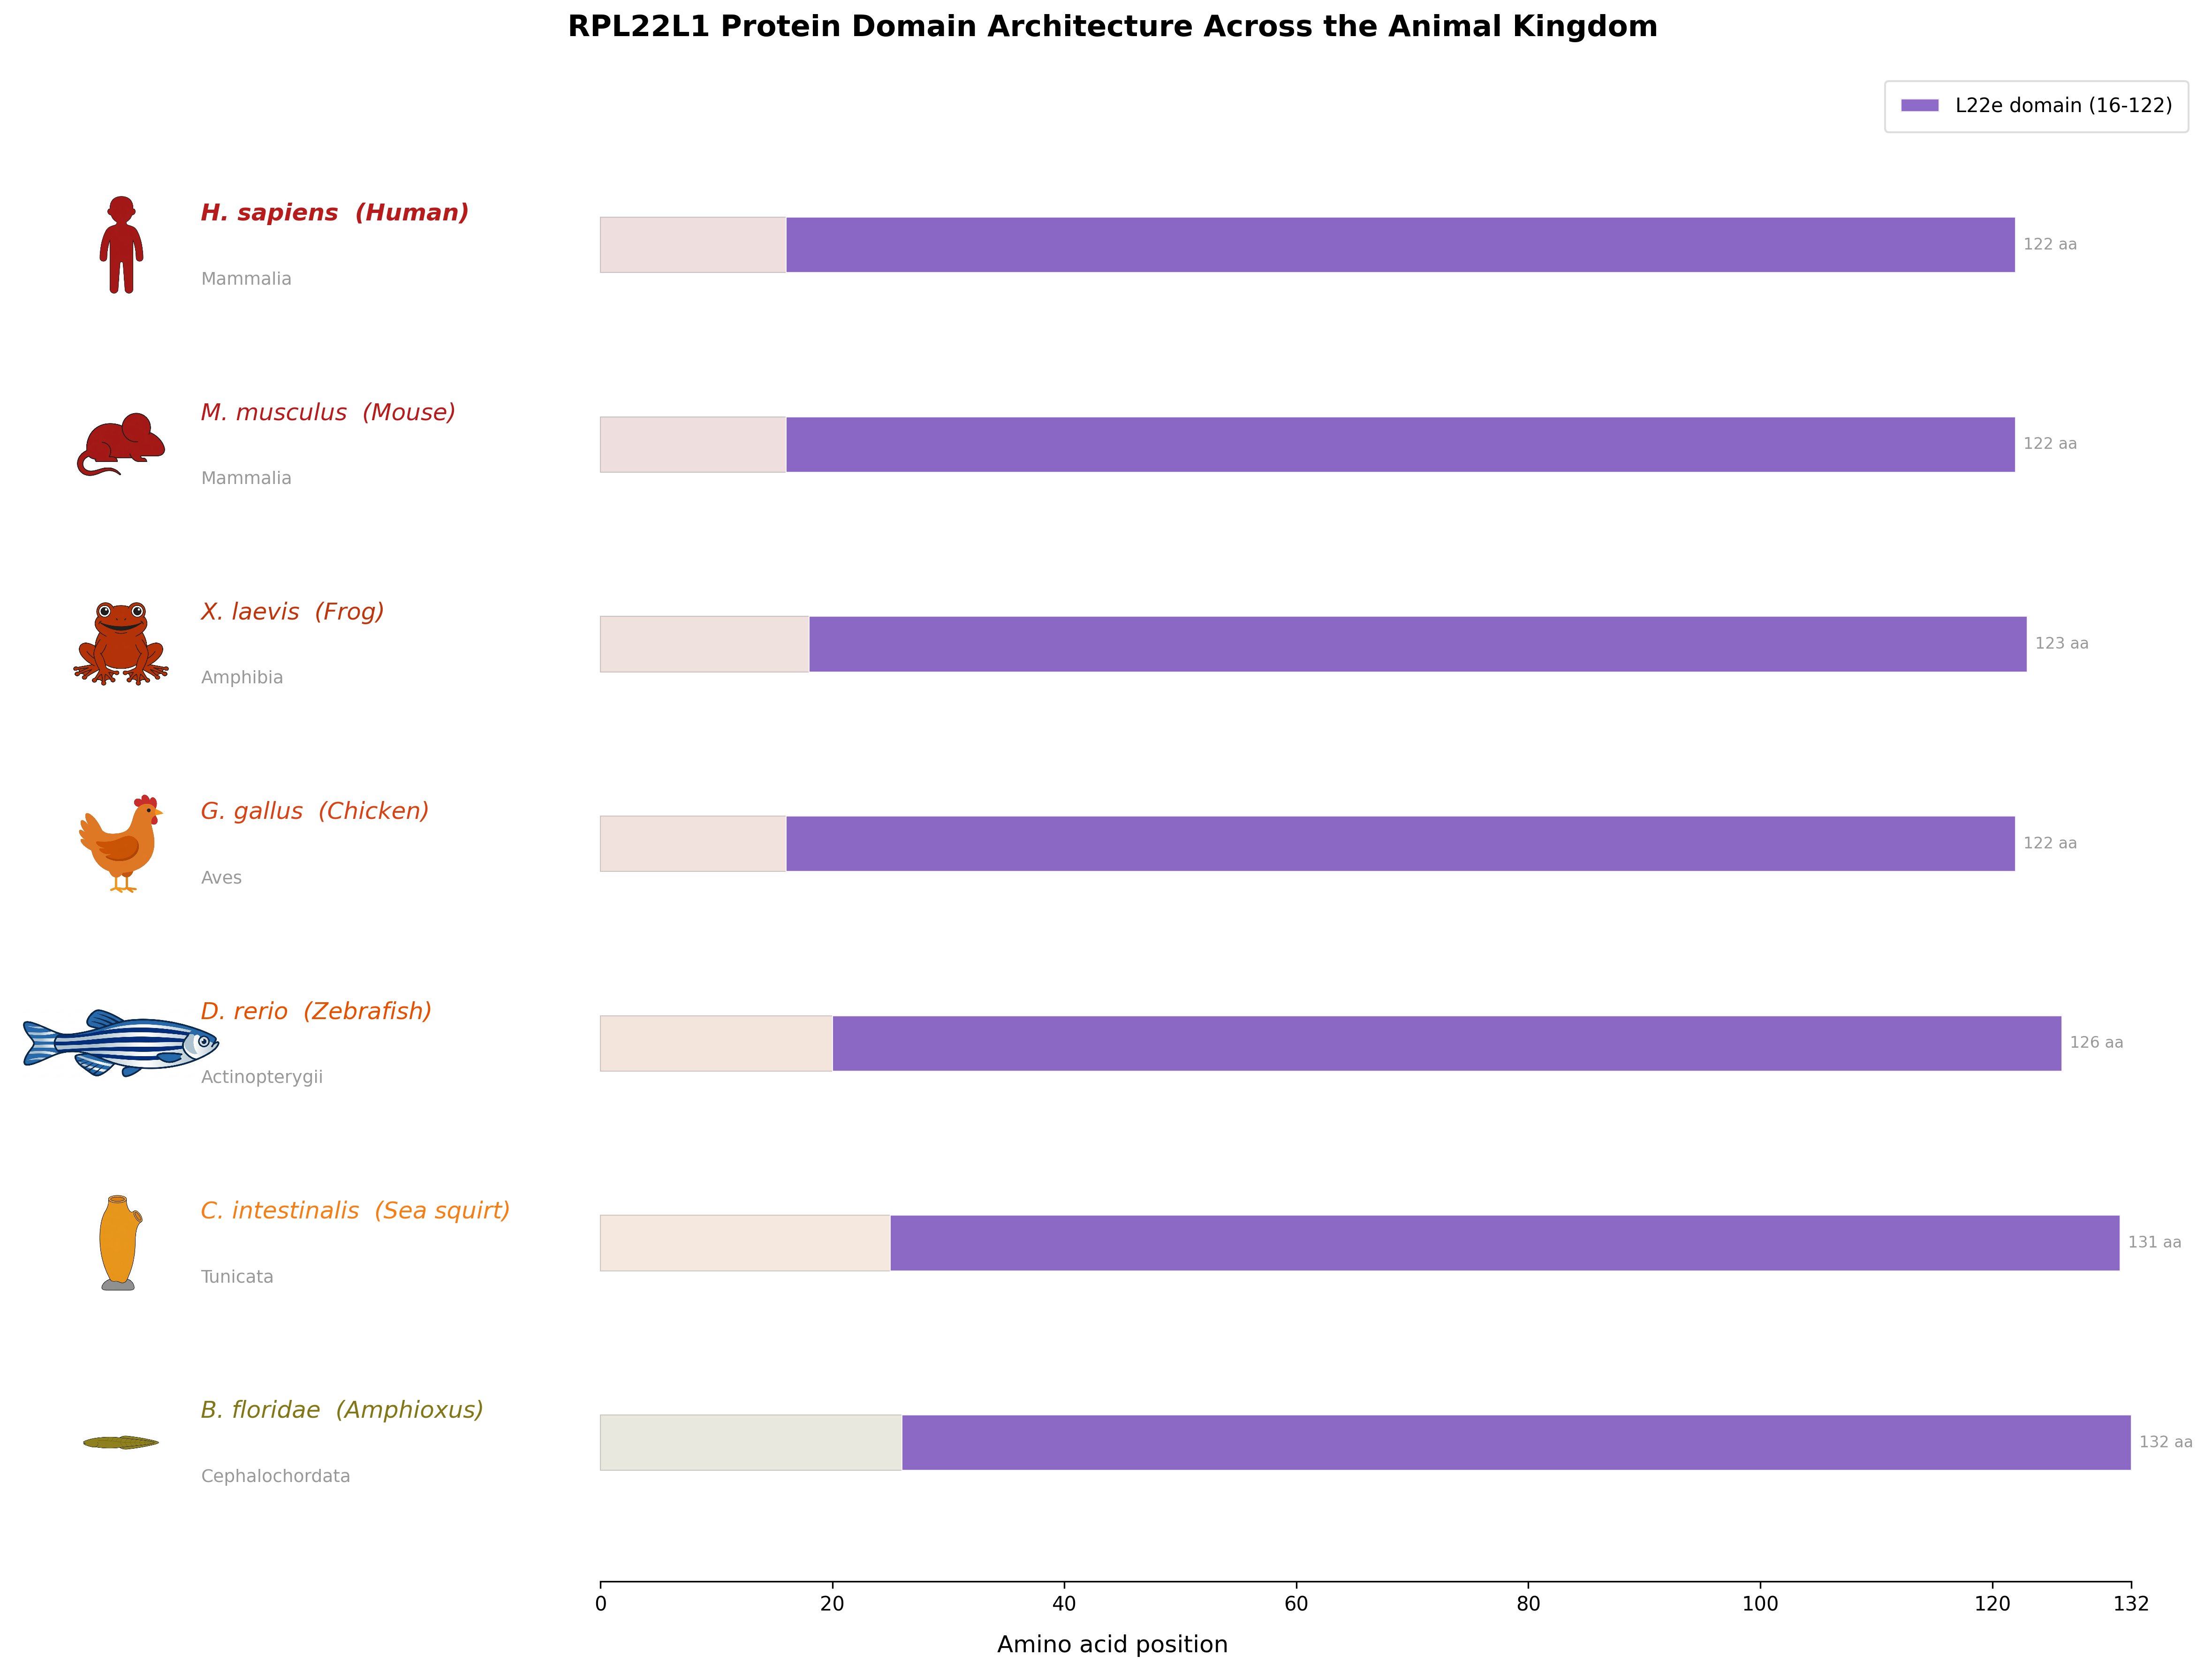 RPL22L1 Protein Domain Architecture Across the Animal Kingdom
L22e domain (16-122)
H. sapiens (Human)
Mammalia
122 aa
M. musculus (Mouse)
Mammalia
122 aa
X. laevis (Frog)
Amphibia
123 aa
G. gallus (Chicken)
Aves
122 aa
D. rerio (Zebrafish)
Actinopterygii
126 aa
C. intestinalis (Sea squirt)
Tunicata
131 aa
B. floridae (Amphioxus)
Cephalochordata
132 aa
0 20 40 60 80 100 120 132
Amino acid position